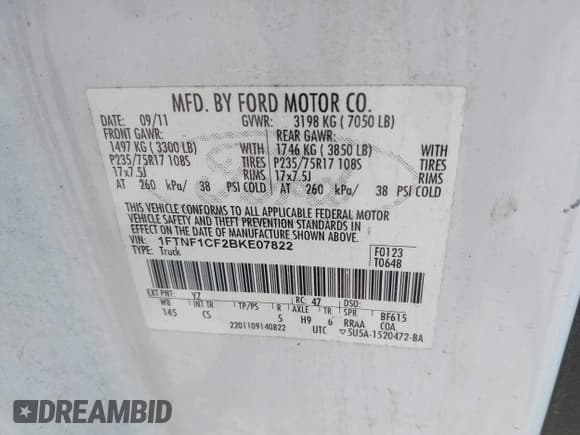 MFD. BY FORD MOTOR CO.
DATE: 09/11 GVWR: 3198 KG ( 7050 LB)
FRONT GAWR: REAR GAWR:
1497 KG ( 3300 LB) WITH 1746 KG ( 3850 LB) WITH
P235/75R17 108S TIRES P235/75R17 108S TIRES
17x7.5J RIMS 17x7.5J RIMS
AT 260 kPa/ 38 PSI COLD AT 260 kPa/ 38 PSI COLD
THIS VEHICLE CONFORMS TO ALL APPLICABLE FEDERAL MOTOR
VEHICLE SAFETY AND THEFT PREVENTION STANDARDS IN
EFFECT ON THE DATE OF MANUFACTURE SHOWN ABOVE.
VIN: 1FTNF1CF2BKE07822 F0123
TYPE: Truck T0648
EXT PNT: YZ RC: 47 DSO:
WB INT TR TP/PS R AXLE TR SPR BF615
145 CS 5 H9 6 RRAA COA
2201109140822 UTC 5U5A-1520472-BA
DREAMBID